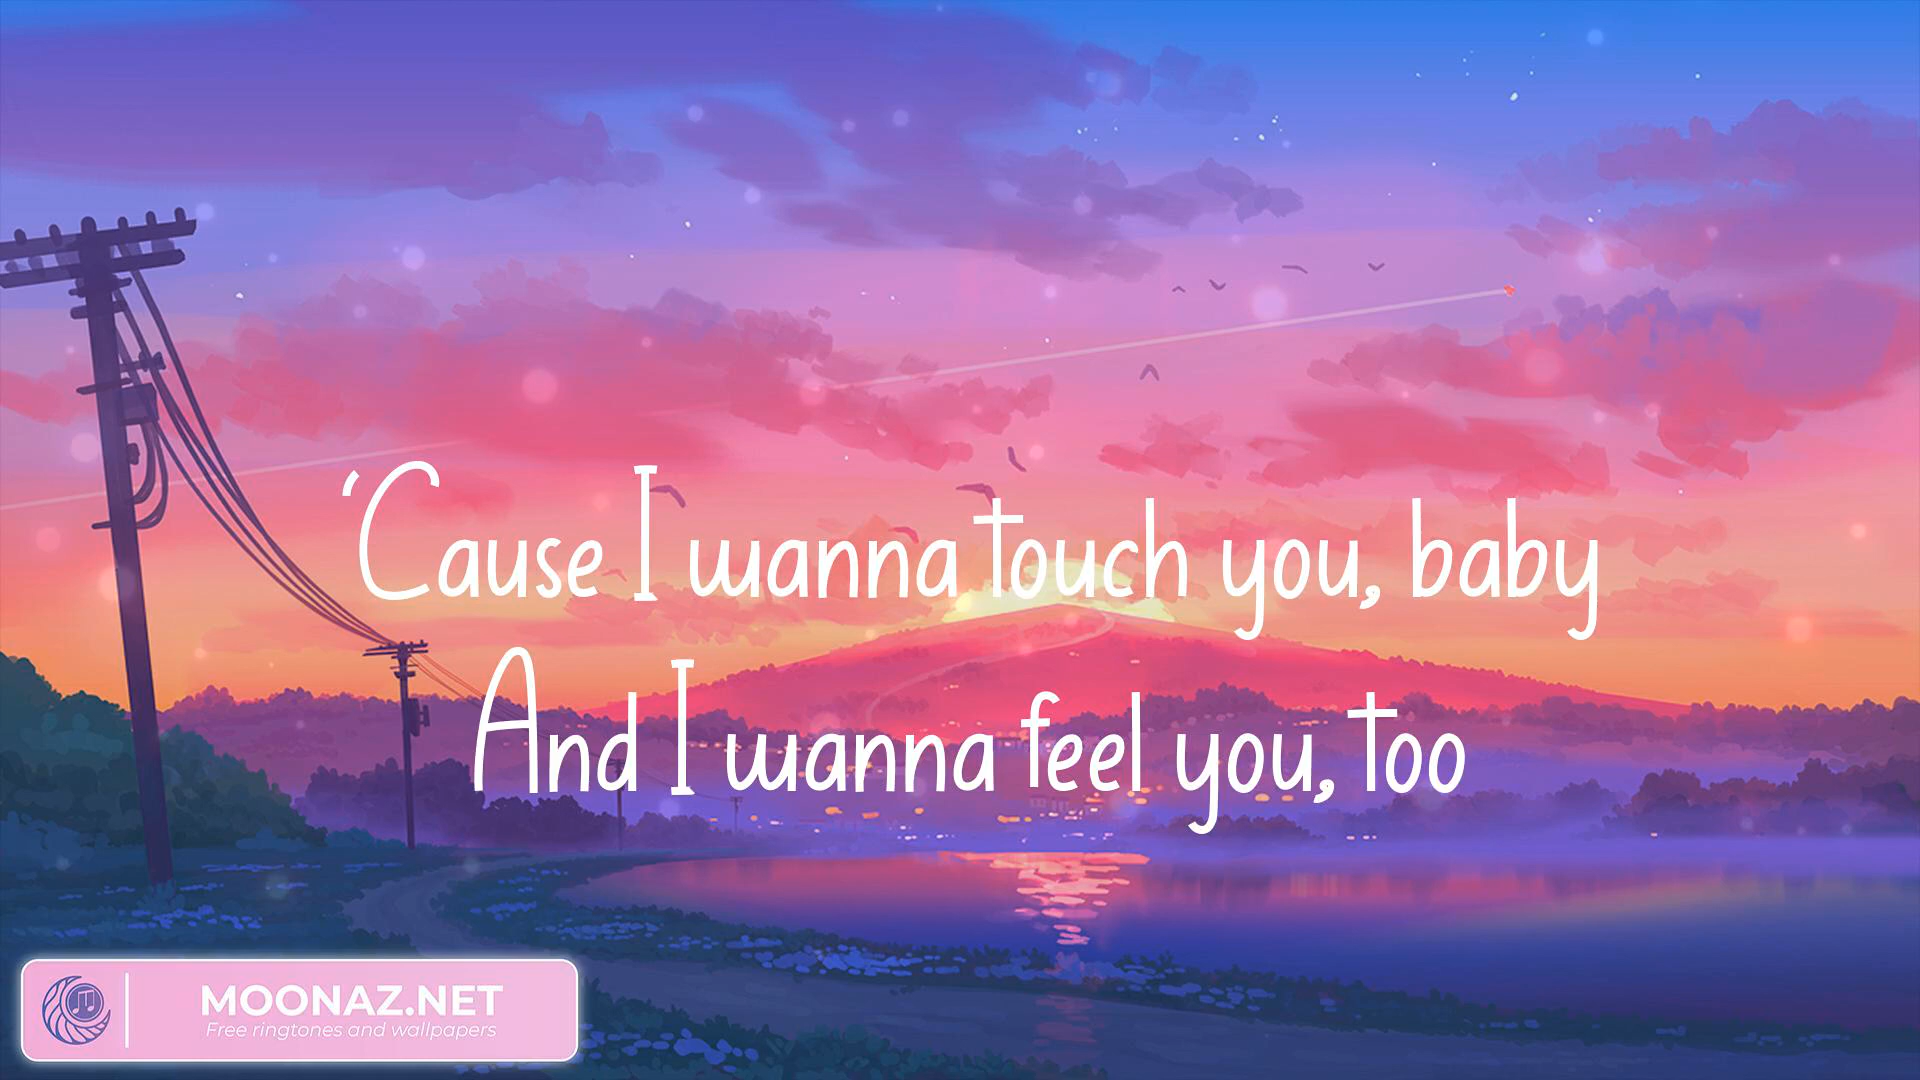 'Cause I wanna touch you, baby
And I wanna feel you, too
MOONAZ.NET
Free ringtones and wallpapers